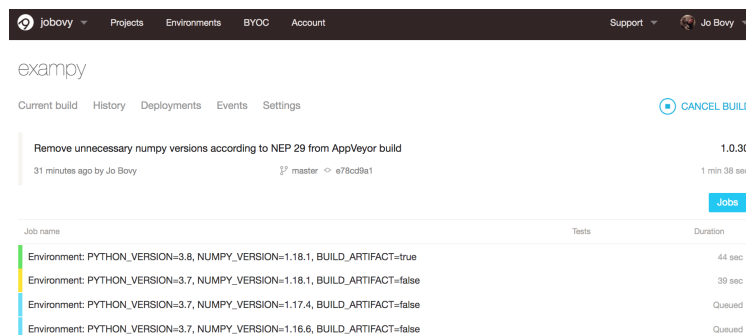 jobovy Projects Environments BYOC Account Support Jo Bovy
exampy
Current build History Deployments Events Settings CANCEL BUILD
Remove unnecessary numpy versions according to NEP 29 from AppVeyor build 1.0.30
31 minutes ago by Jo Bovy master e78cd9a1 1 min 38 sec
Jobs
Job name Tests Duration
Environment: PYTHON_VERSION=3.8, NUMPY_VERSION=1.18.1, BUILD_ARTIFACT=true 44 sec
Environment: PYTHON_VERSION=3.7, NUMPY_VERSION=1.18.1, BUILD_ARTIFACT=false 39 sec
Environment: PYTHON_VERSION=3.7, NUMPY_VERSION=1.17.4, BUILD_ARTIFACT=false Queued
Environment: PYTHON_VERSION=3.7, NUMPY_VERSION=1.16.6, BUILD_ARTIFACT=false Queued